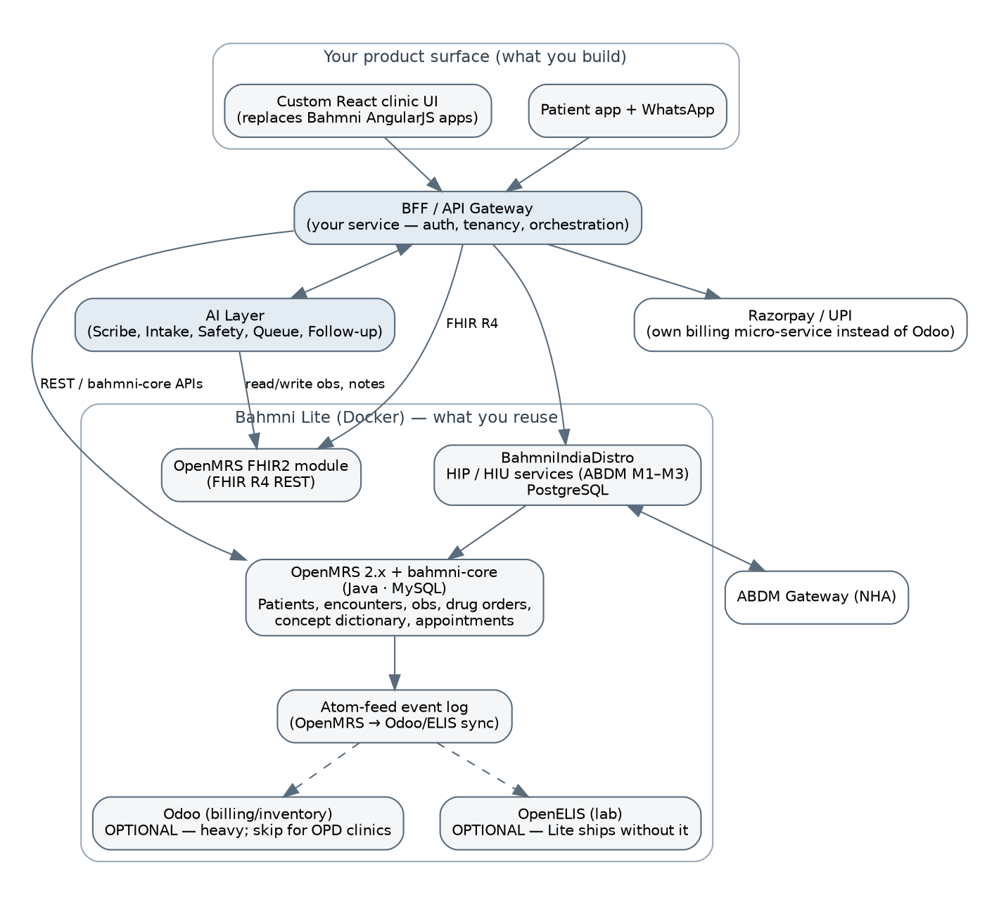 Your product surface (what you build)
Custom React clinic UI
(replaces Bahmni AngularJS apps)
Patient app + WhatsApp
BFF / API Gateway
(your service — auth, tenancy, orchestration)
AI Layer
(Scribe, Intake, Safety, Queue, Follow-up)
FHIR R4
Razorpay / UPI
(own billing micro-service instead of Odoo)
REST / bahmni-core APIs
read/write obs, notes
Bahmni Lite (Docker) — what you reuse
OpenMRS FHIR2 module
(FHIR R4 REST)
BahmniIndiaDistro
HIP / HIU services (ABDM M1–M3)
PostgreSQL
OpenMRS 2.x + bahmni-core
(Java · MySQL)
Patients, encounters, obs, drug orders,
concept dictionary, appointments
ABDM Gateway (NHA)
Atom-feed event log
(OpenMRS → Odoo/ELIS sync)
Odoo (billing/inventory)
OPTIONAL — heavy; skip for OPD clinics
OpenELIS (lab)
OPTIONAL — Lite ships without it